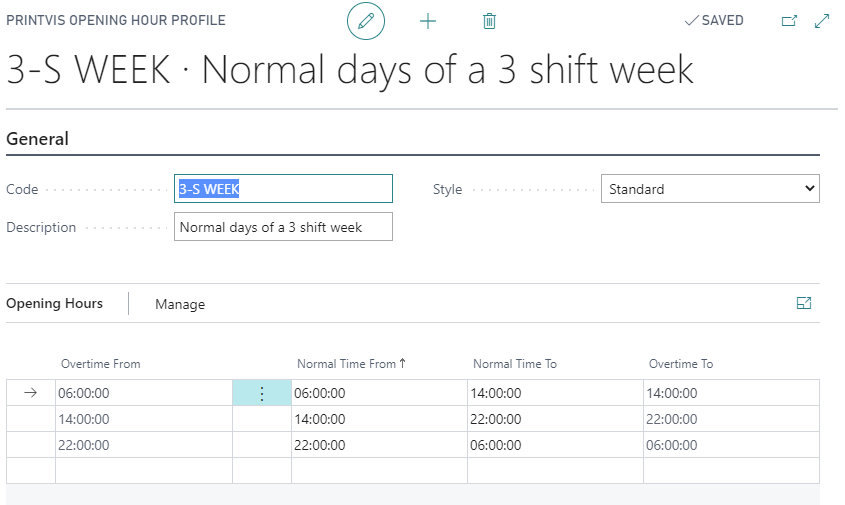 PRINTVIS OPENING HOUR PROFILE
SAVED
3-S WEEK · Normal days of a 3 shift week
General
Code 3-S WEEK Style Standard
Description Normal days of a 3 shift week
Opening Hours Manage
Overtime From Normal Time From ↑ Normal Time To Overtime To
06:00:00 06:00:00 14:00:00 14:00:00
14:00:00 14:00:00 22:00:00 22:00:00
22:00:00 22:00:00 06:00:00 06:00:00